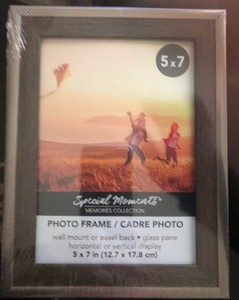 5x7
Special Moments
MEMORIES COLLECTION
PHOTO FRAME / CADRE PHOTO
wall mount or easel back • glass pane
horizontal or vertical display
5 x 7 in (12.7 x 17.8 cm)